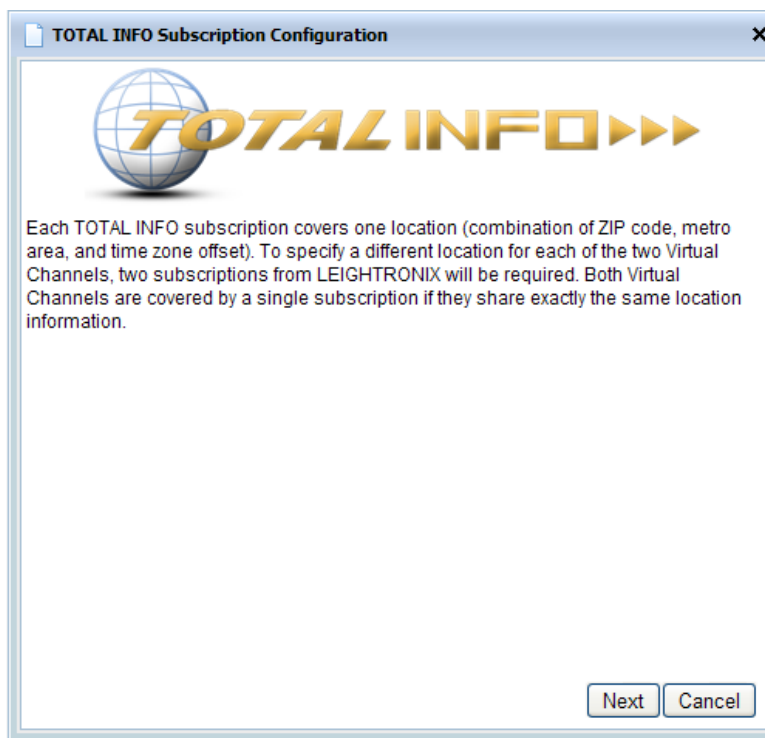 TOTAL INFO Subscription Configuration
TOTAL INFO
Each TOTAL INFO subscription covers one location (combination of ZIP code, metro
area, and time zone offset). To specify a different location for each of the two Virtual
Channels, two subscriptions from LEIGHTRONIX will be required. Both Virtual
Channels are covered by a single subscription if they share exactly the same location
information.
Next Cancel